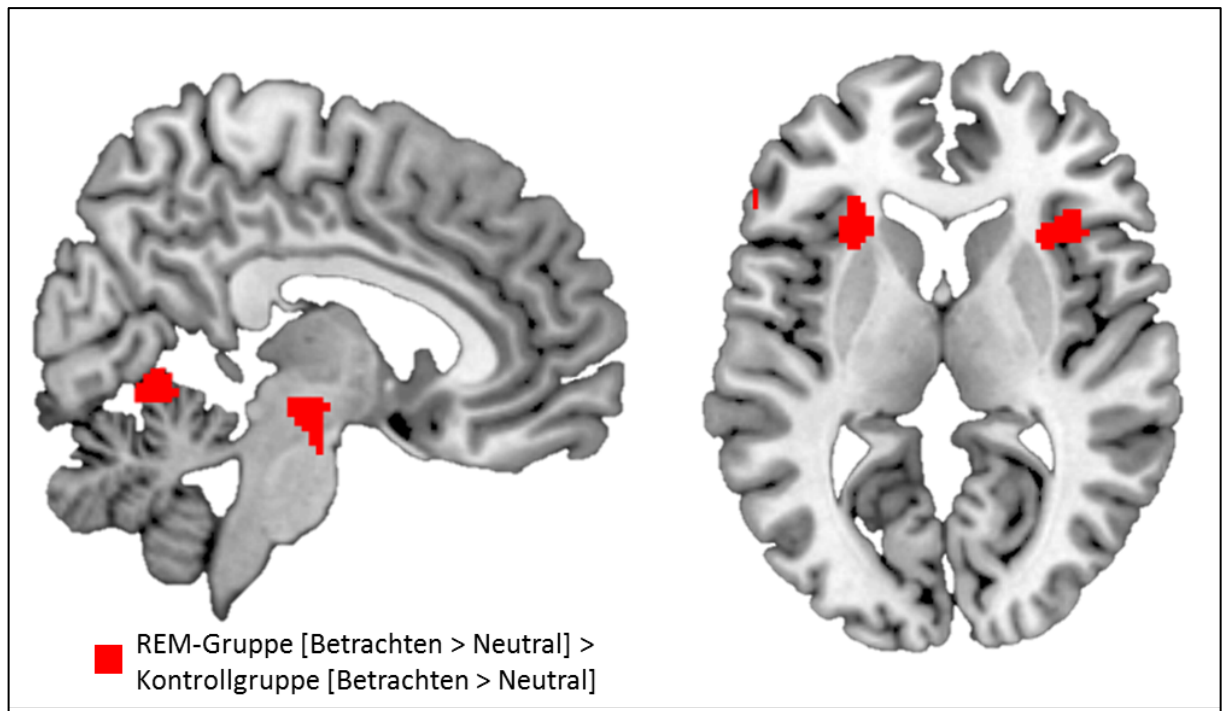 REM-Gruppe [Betrachten > Neutral] >
Kontrollgruppe [Betrachten > Neutral]